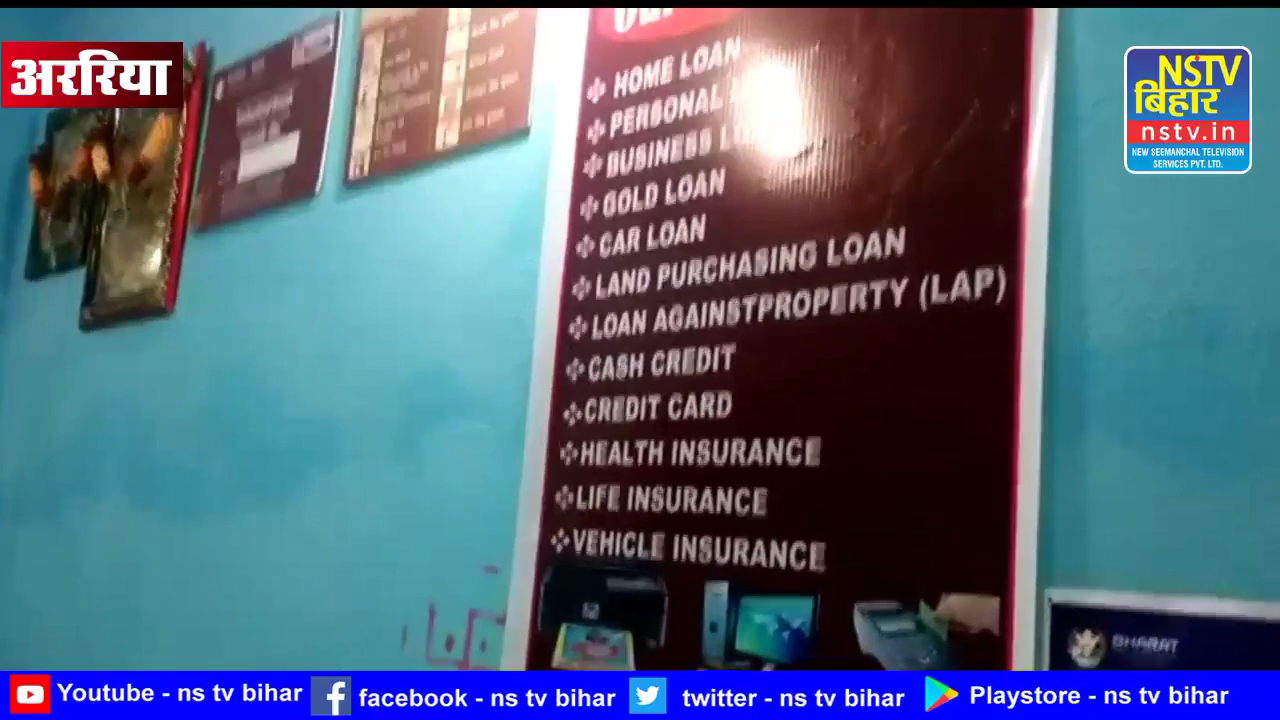 अररिया
NSTV
बिहार
nstv.in
NEW SEEMANCHAL TELEVISION
SERVICES PVT. LTD.
HOME LOAN
PERSONAL
BUSINESS
GOLD LOAN
CAR LOAN
LAND PURCHASING LOAN
LOAN AGAINSTPROPERTY (LAP)
CASH CREDIT
CREDIT CARD
HEALTH INSURANCE
LIFE INSURANCE
VEHICLE INSURANCE
hp
BHARAT
Youtube - ns tv bihar
facebook - ns tv bihar
twitter - ns tv bihar
Playstore - ns tv bihar